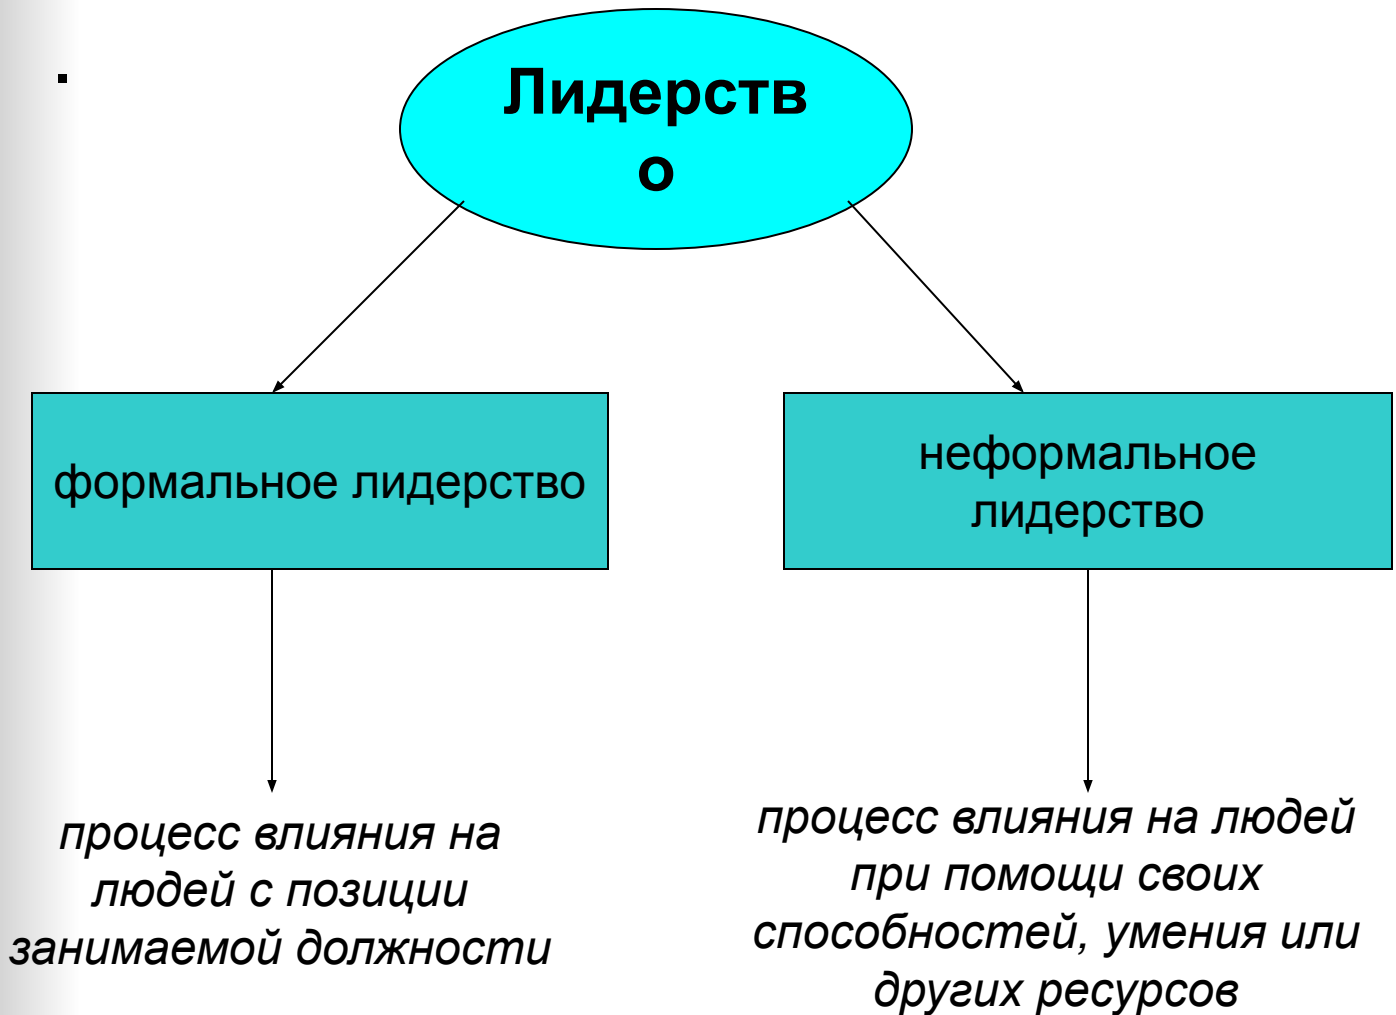 Лидерств
о
формальное лидерство
неформальное
лидерство
процесс влияния на
людей с позиции
занимаемой должности
процесс влияния на людей
при помощи своих
способностей, умения или
других ресурсов